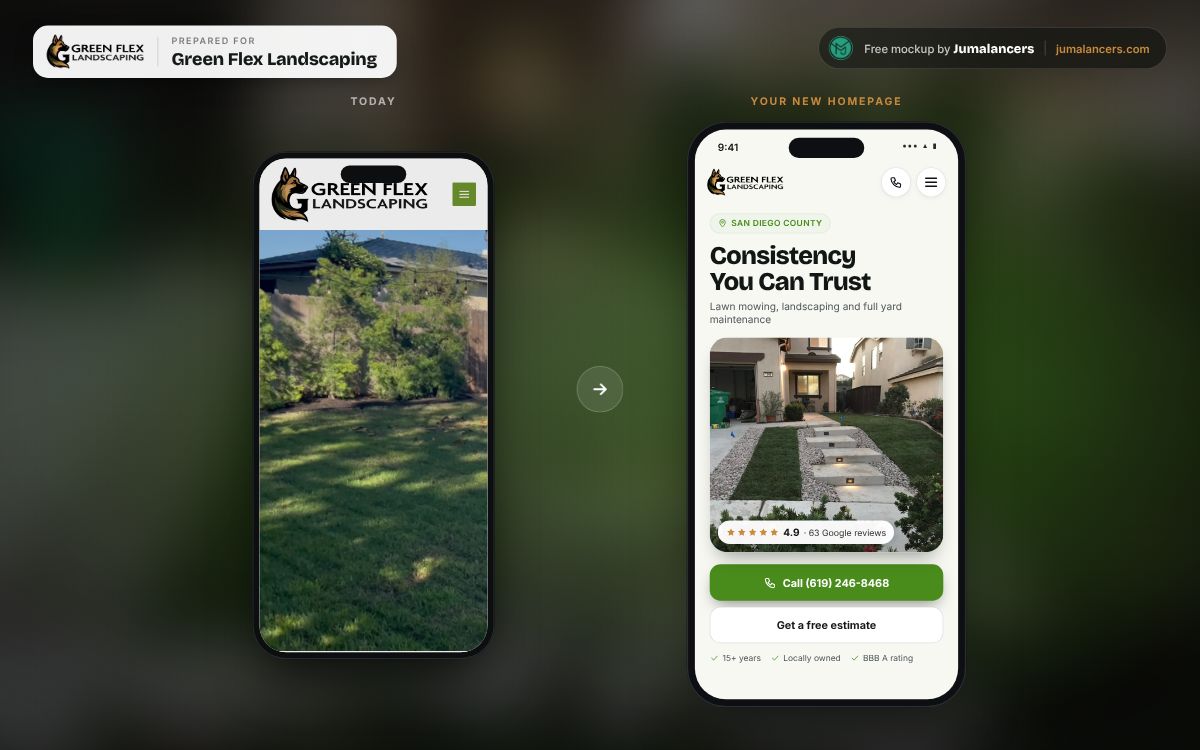 GREEN FLEX
LANDSCAPING
PREPARED FOR
Green Flex Landscaping
Free mockup by Jumalancers
jumalancers.com
TODAY
YOUR NEW HOMEPAGE
GREEN FLEX
LANDSCAPING
9:41
GREEN FLEX
LANDSCAPING
SAN DIEGO COUNTY
Consistency
You Can Trust
Lawn mowing, landscaping and full yard
maintenance
4.9 · 63 Google reviews
Call (619) 246-8468
Get a free estimate
15+ years
Locally owned
BBB A rating